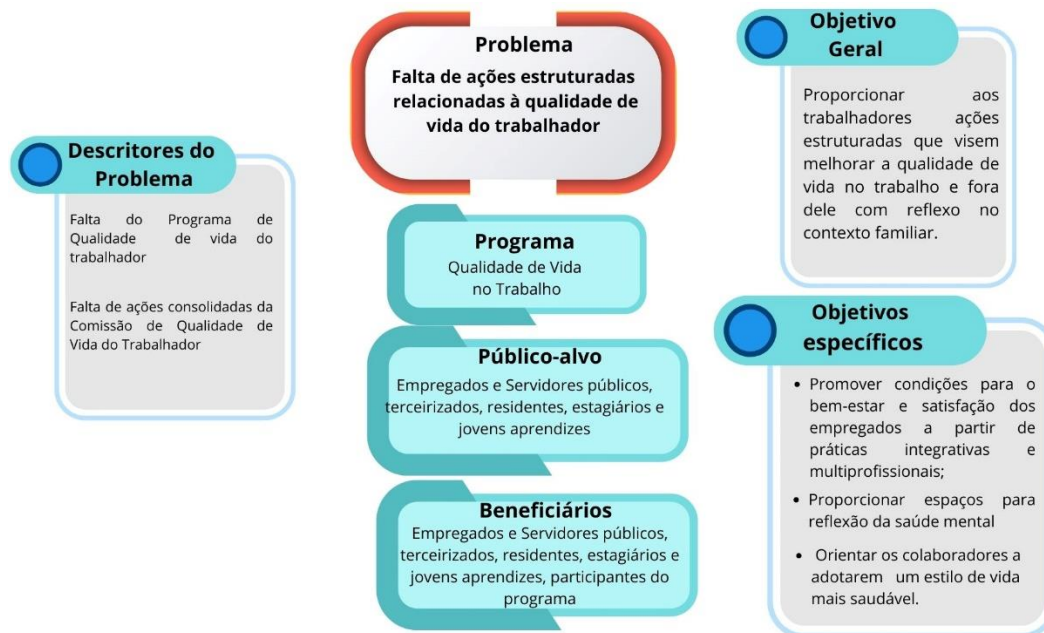 Descritores do
Problema
Falta do Programa de
Qualidade de vida do
trabalhador
Falta de ações consolidadas da
Comissão de Qualidade de
Vida do Trabalhador
Problema
Falta de ações estruturadas
relacionadas à qualidade de
vida do trabalhador
Programa
Qualidade de Vida
no Trabalho
Público-alvo
Empregados e Servidores públicos,
terceirizados, residentes, estagiários e
jovens aprendizes
Beneficiários
Empregados e Servidores públicos,
terceirizados, residentes, estagiários e
jovens aprendizes, participantes do
programa
Objetivo
Geral
Proporcionar aos
trabalhadores ações
estruturadas que visem
melhorar a qualidade de
vida no trabalho e fora
dele com reflexo no
contexto familiar.
Objetivos
específicos
• Promover condições para o
bem-estar e satisfação dos
empregados a partir de
práticas integrativas e
multiprofissionais;
• Proporcionar espaços para
reflexão da saúde mental
• Orientar os colaboradores a
adotarem um estilo de vida
mais saudável.